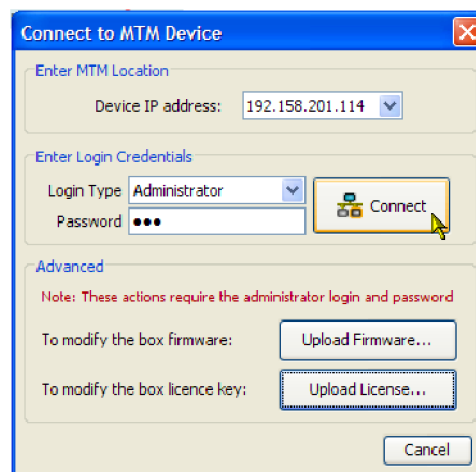 Connect to MTM Device
Enter MTM Location
Device IP address: 192.158.201.114
Enter Login Credentials
Login Type Administrator
Connect
Password ●●●
Advanced
Note: These actions require the administrator login and password
To modify the box firmware: Upload Firmware...
To modify the box licence key: Upload License...
Cancel